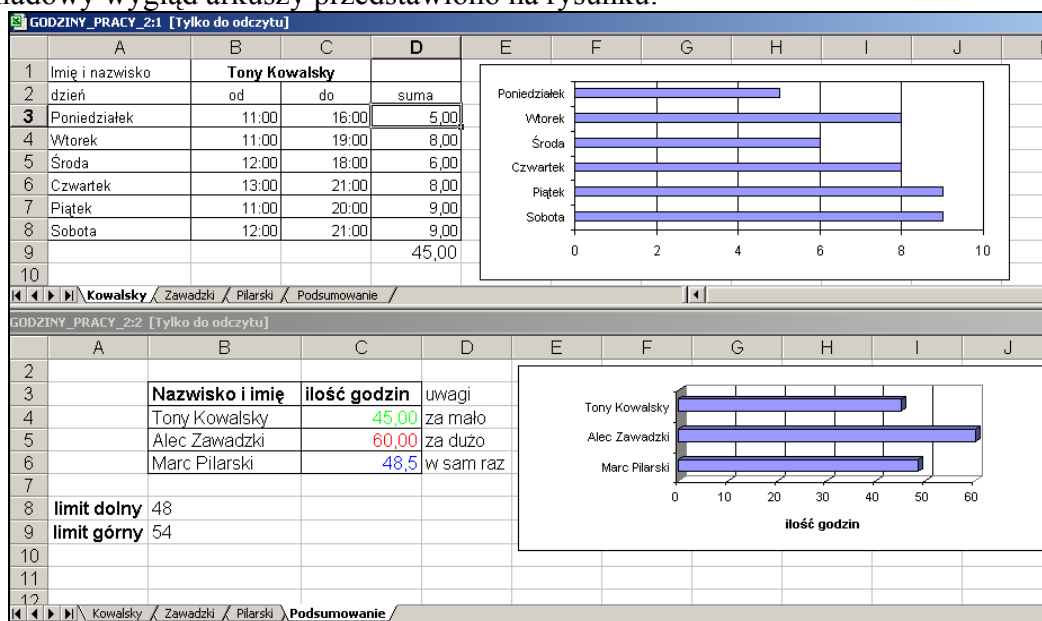 adowy wygląd arkuszy przedstawiono na rysunku.
GODZINY_PRACY_2:1 [Tylko do odczytu]
A B C D E F G H I J
1 Imię i nazwisko Tony Kowalsky
2 dzień od do suma
3 Poniedziałek 11:00 16:00 5,00
4 Wtorek 11:00 19:00 8,00
5 Środa 12:00 18:00 6,00
6 Czwartek 13:00 21:00 8,00
7 Piątek 11:00 20:00 9,00
8 Sobota 12:00 21:00 9,00
9 45,00
10
Poniedziałek
Wtorek
Środa
Czwartek
Piątek
Sobota
0 2 4 6 8 10
Kowalsky Zawadzki Pilarski Podsumowanie
GODZINY_PRACY_2:2 [Tylko do odczytu]
A B C D E F G H I J
2
3 Nazwisko i imię ilość godzin uwagi
4 Tony Kowalsky 45,00 za mało
5 Alec Zawadzki 60,00 za dużo
6 Marc Pilarski 48,5 w sam raz
7
8 limit dolny 48
9 limit górny 54
10
11
12
Tony Kowalsky
Alec Zawadzki
Marc Pilarski
0 10 20 30 40 50 60
ilość godzin
Kowalsky Zawadzki Pilarski Podsumowanie